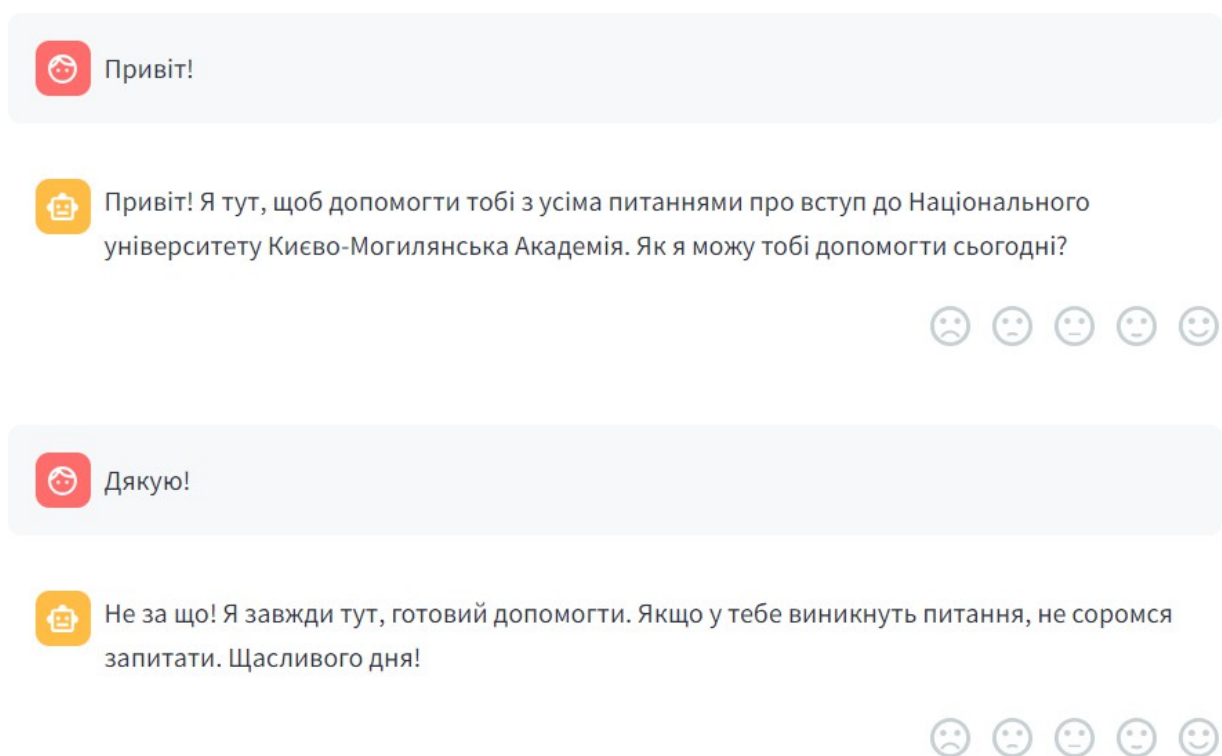 Привіт!
Привіт! Я тут, щоб допомогти тобі з усіма питаннями про вступ до Національного
університету Києво-Могилянська Академія. Як я можу тобі допомогти сьогодні?
Дякую!
Не за що! Я завжди тут, готовий допомогти. Якщо у тебе виникнуть питання, не соромся
запитати. Щасливого дня!